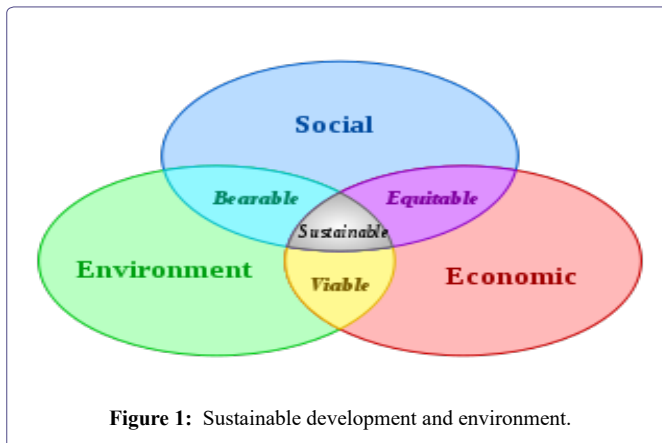 Social
Bearable
Equitable
Sustainable
Environment
Viable
Economic
Figure 1: Sustainable development and environment.